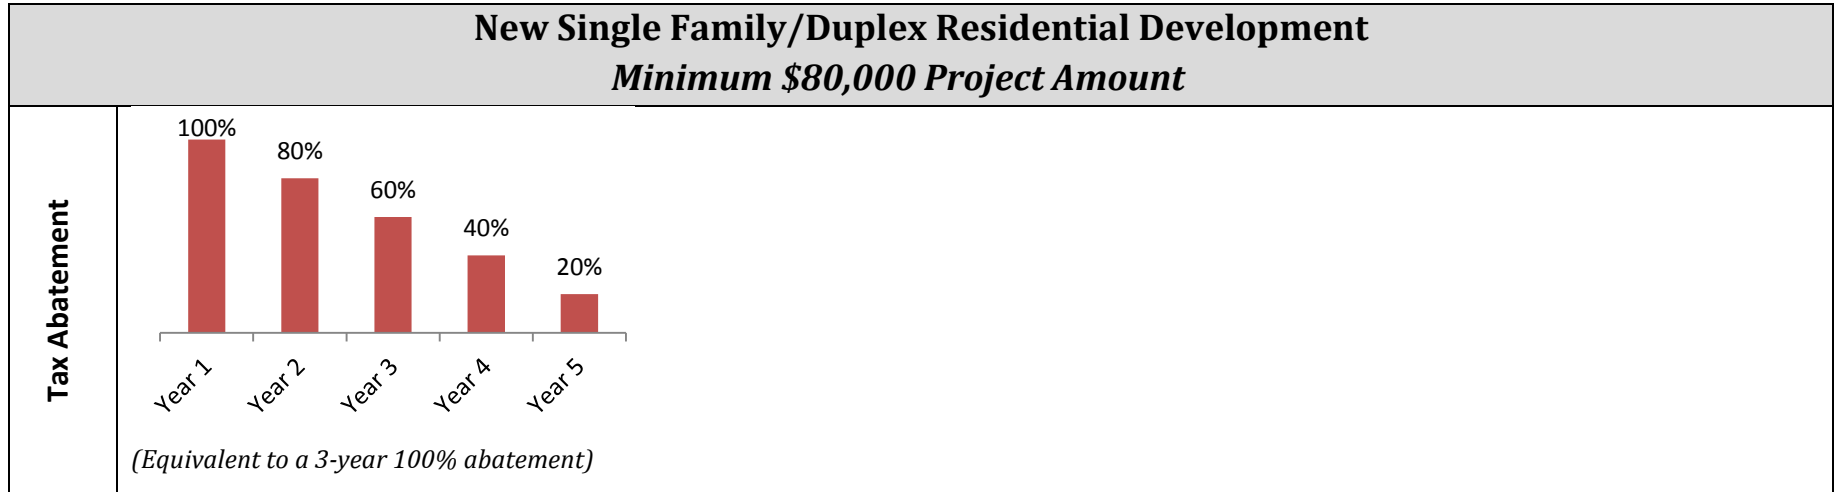 New Single Family/Duplex Residential Development
Minimum $80,000 Project Amount
Tax Abatement
100%
80%
60%
40%
20%
Year 1
Year 2
Year 3
Year 4
Year 5
(Equivalent to a 3-year 100% abatement)